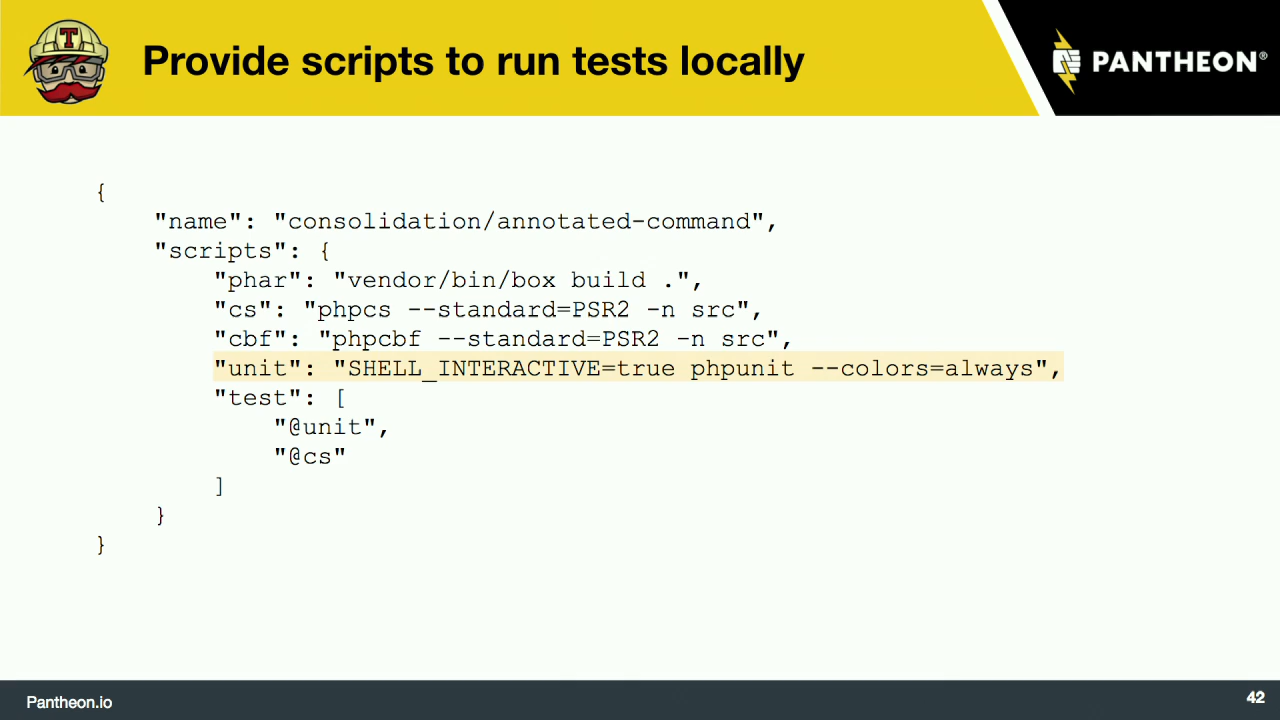 T
Provide scripts to run tests locally
PANTHEON®
{
"name": "consolidation/annotated-command",
"scripts": {
"phar": "vendor/bin/box build .",
"cs": "phpcs --standard=PSR2 -n src",
"cbf": "phpcbf --standard=PSR2 -n src",
"unit": "SHELL_INTERACTIVE=true phpunit --colors=always",
"test": [
"@unit",
"@cs"
]
}
}
Pantheon.io
42